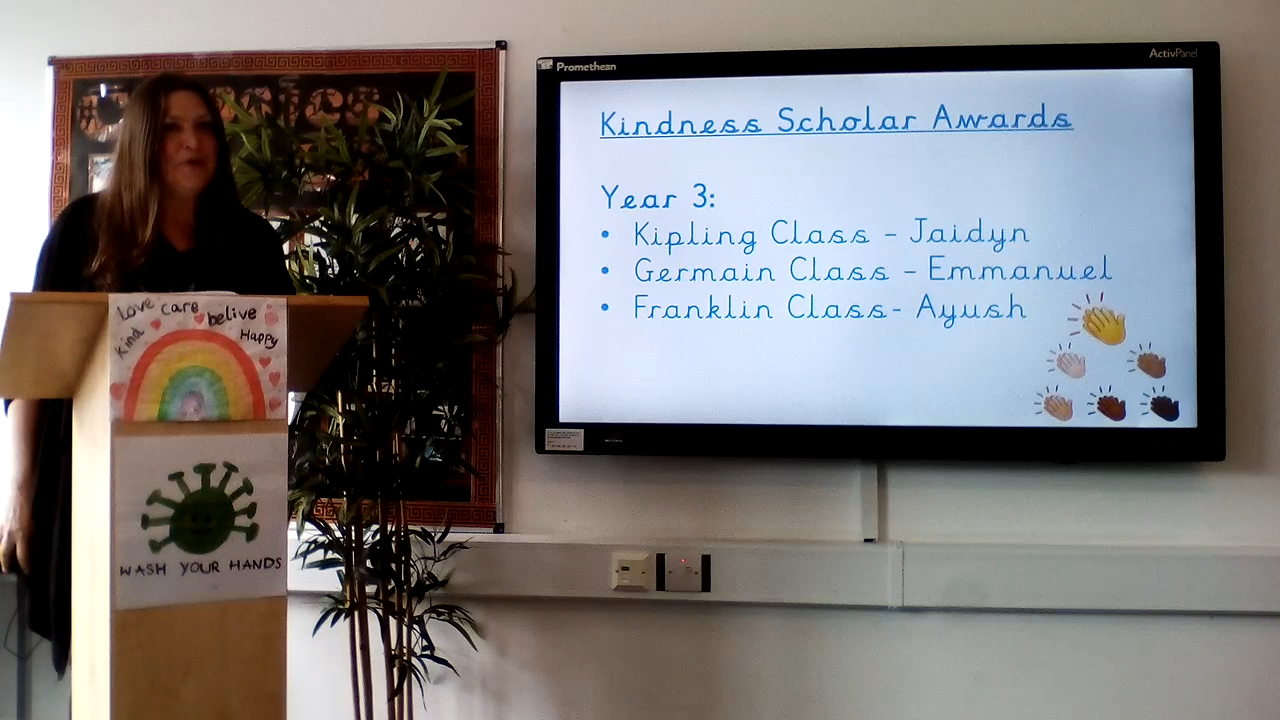 Promethean
ActivPanel
Kindness Scholar Awards
Year 3:
• Kipling Class - Jaidyn
• Germain Class - Emmanuel
• Franklin Class- Ayush
Love
care
belive
Kind
Happy
WASH YOUR HANDS